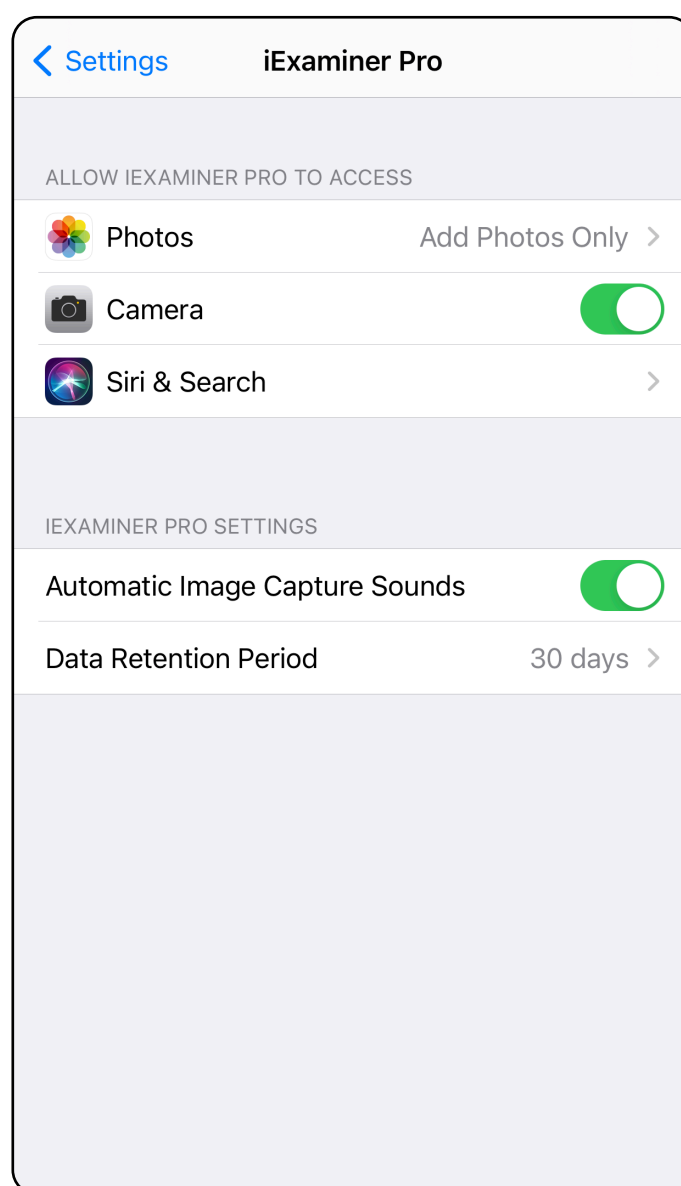 Settings iExaminer Pro
ALLOW IEXAMINER PRO TO ACCESS
Photos Add Photos Only
Camera
Siri & Search
IEXAMINER PRO SETTINGS
Automatic Image Capture Sounds
Data Retention Period 30 days